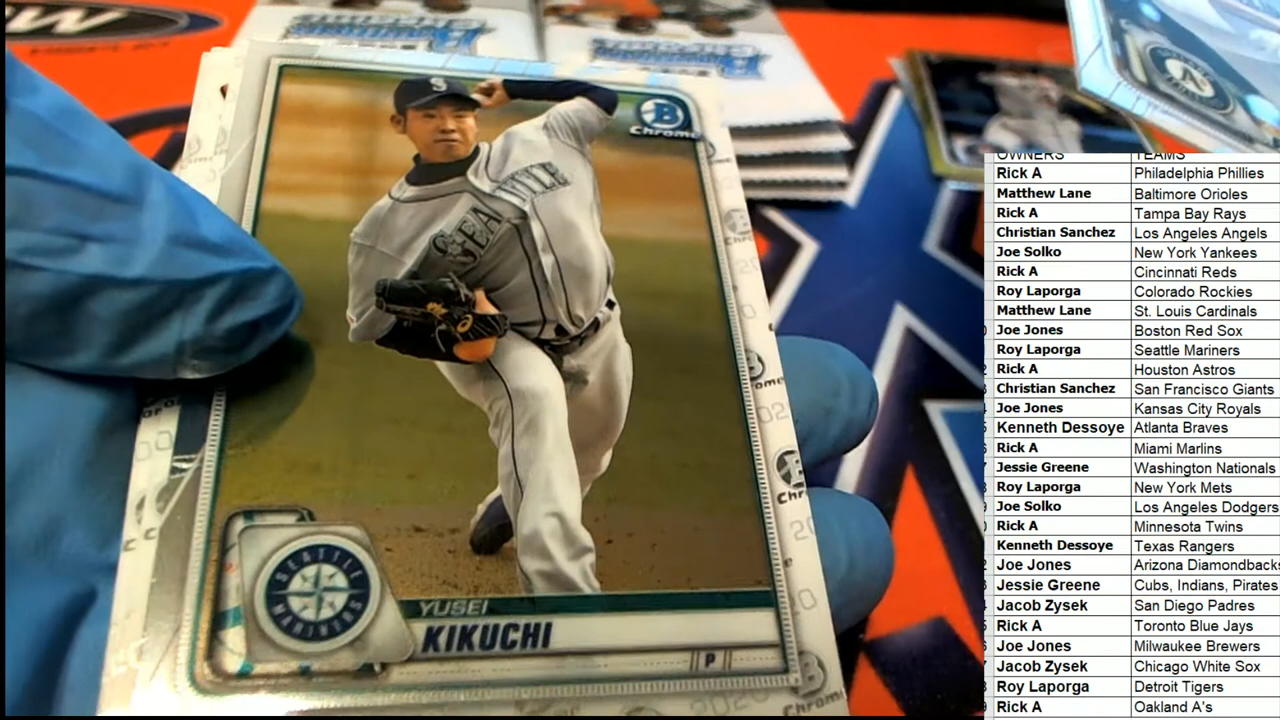 S
B
Chrome
SEATTLE
SEATTLE
MARINERS
YUSEI
KIKUCHI
P
OWNERS TEAMS
Rick A Philadelphia Phillies
Matthew Lane Baltimore Orioles
Rick A Tampa Bay Rays
Christian Sanchez Los Angeles Angels
Joe Solko New York Yankees
Rick A Cincinnati Reds
Roy Laporga Colorado Rockies
Matthew Lane St. Louis Cardinals
Joe Jones Boston Red Sox
Roy Laporga Seattle Mariners
Rick A Houston Astros
Christian Sanchez San Francisco Giants
Joe Jones Kansas City Royals
Kenneth Dessoye Atlanta Braves
Rick A Miami Marlins
Jessie Greene Washington Nationals
Roy Laporga New York Mets
Joe Solko Los Angeles Dodgers
Rick A Minnesota Twins
Kenneth Dessoye Texas Rangers
Joe Jones Arizona Diamondbacks
Jessie Greene Cubs, Indians, Pirates
Jacob Zysek San Diego Padres
Rick A Toronto Blue Jays
Joe Jones Milwaukee Brewers
Jacob Zysek Chicago White Sox
Roy Laporga Detroit Tigers
Rick A Oakland A's